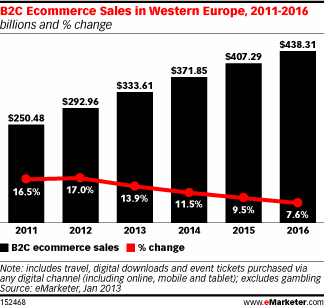 B2C Ecommerce Sales in Western Europe, 2011-2016
billions and % change
$250.48
$292.96
$333.61
$371.85
$407.29
$438.31
16.5%
17.0%
13.9%
11.5%
9.5%
7.6%
2011 2012 2013 2014 2015 2016
B2C ecommerce sales % change
Note: includes travel, digital downloads and event tickets purchased via
any digital channel (including online, mobile and tablet); excludes gambling
Source: eMarketer, Jan 2013
152468 www.eMarketer.com